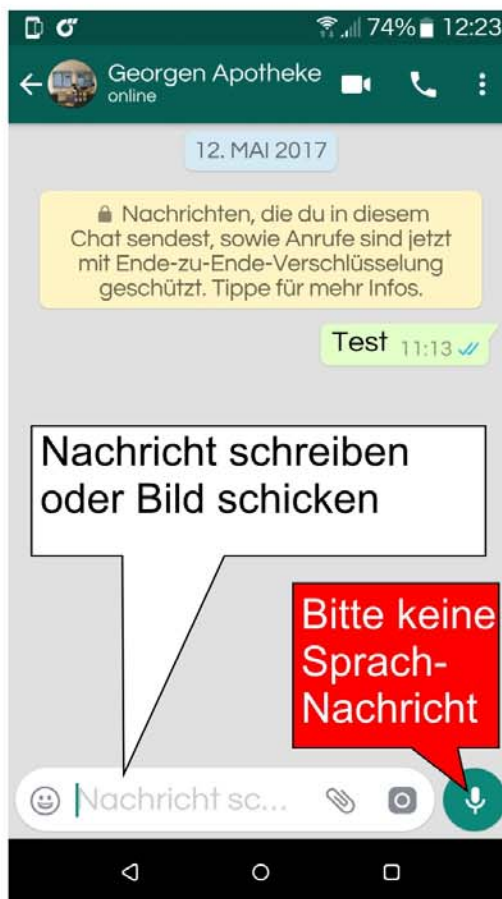 74% 12:23
Georgen Apotheke
online
12. MAI 2017
Nachrichten, die du in diesem
Chat sendest, sowie Anrufe sind jetzt
mit Ende-zu-Ende-Verschlüsselung
geschützt. Tippe für mehr Infos.
Test 11:13
Nachricht schreiben
oder Bild schicken
Bitte keine
Sprach-
Nachricht
Nachricht sc...